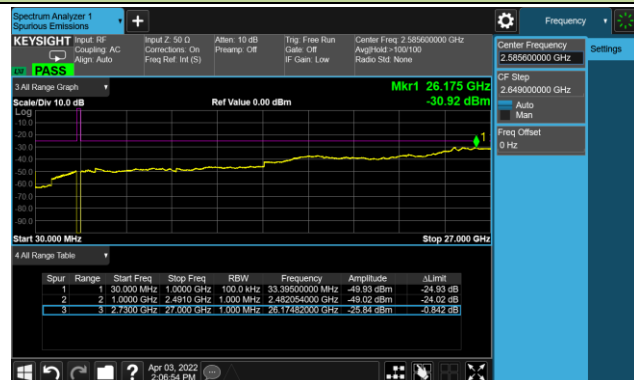 Spectrum Analyzer 1
Spurious Emissions
+
Frequency
KEYSIGHT Input: RF Input Z: 50 Ω Atten: 10 dB Trig: Free Run Center Freq: 2.585600000 GHz
Coupling: AC Corrections: On Preamp: Off Gate: Off Avg|Hold:>100/100
Align: Auto Freq Ref: Int (S) IF Gain: Low Radio Std: None
PASS
Center Frequency
2.585600000 GHz
Settings
CF Step
2.649000000 GHz
Auto
Man
Freq Offset
0 Hz
3 All Range Graph
Mkr1 26.175 GHz
Scale/Div 10.0 dB Ref Value 0.00 dBm -30.92 dBm
Log
-10.0
-20.0
-30.0
-40.0
-50.0
-60.0
-70.0
-80.0
-90.0
1
Start 30.000 MHz Stop 27.000 GHz
4 All Range Table
Spur Range Start Freq Stop Freq RBW Frequency Amplitude ΔLimit
1 1 30.000 MHz 1.0000 GHz 100.0 kHz 33.39500000 MHz -49.93 dBm -24.93 dB
2 2 1.0000 GHz 2.4910 GHz 1.000 MHz 2.482054000 GHz -49.02 dBm -24.02 dB
3 3 2.7300 GHz 27.000 GHz 1.000 MHz 26.17482000 GHz -25.84 dBm -0.842 dB
?
Apr 03, 2022
2:06:54 PM